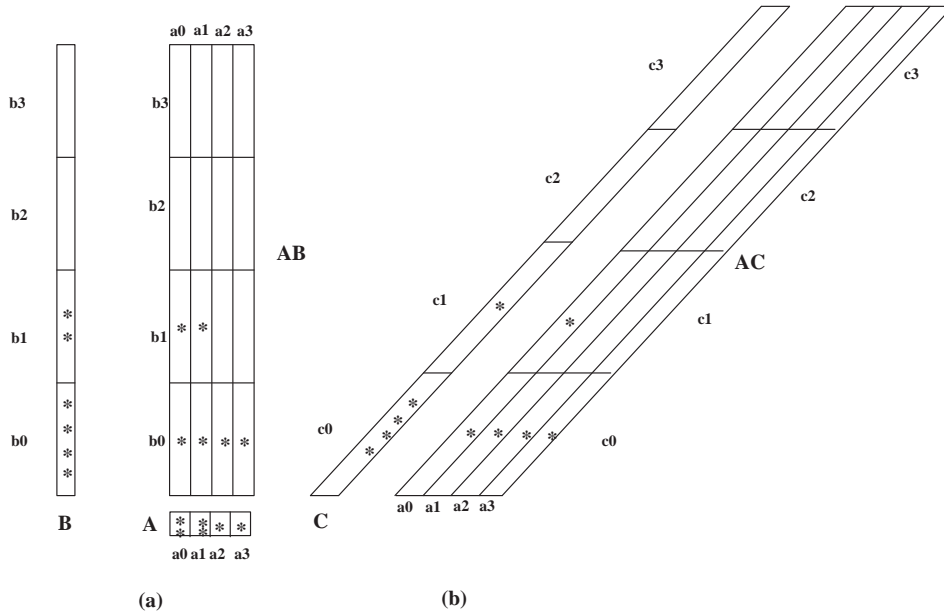 a0 a1 a2 a3
b3
b2
b1
b0
B
b3
b2
b1
b0
AB
A
* * * *
* *
a0 a1 a2 a3
(a)
* *
* * * *
* *
* * * *
c3
c2
c1
c0
C
*
* * * *
c3
c2
AC
c1
c0
*
* * * *
a0 a1 a2 a3
(b)